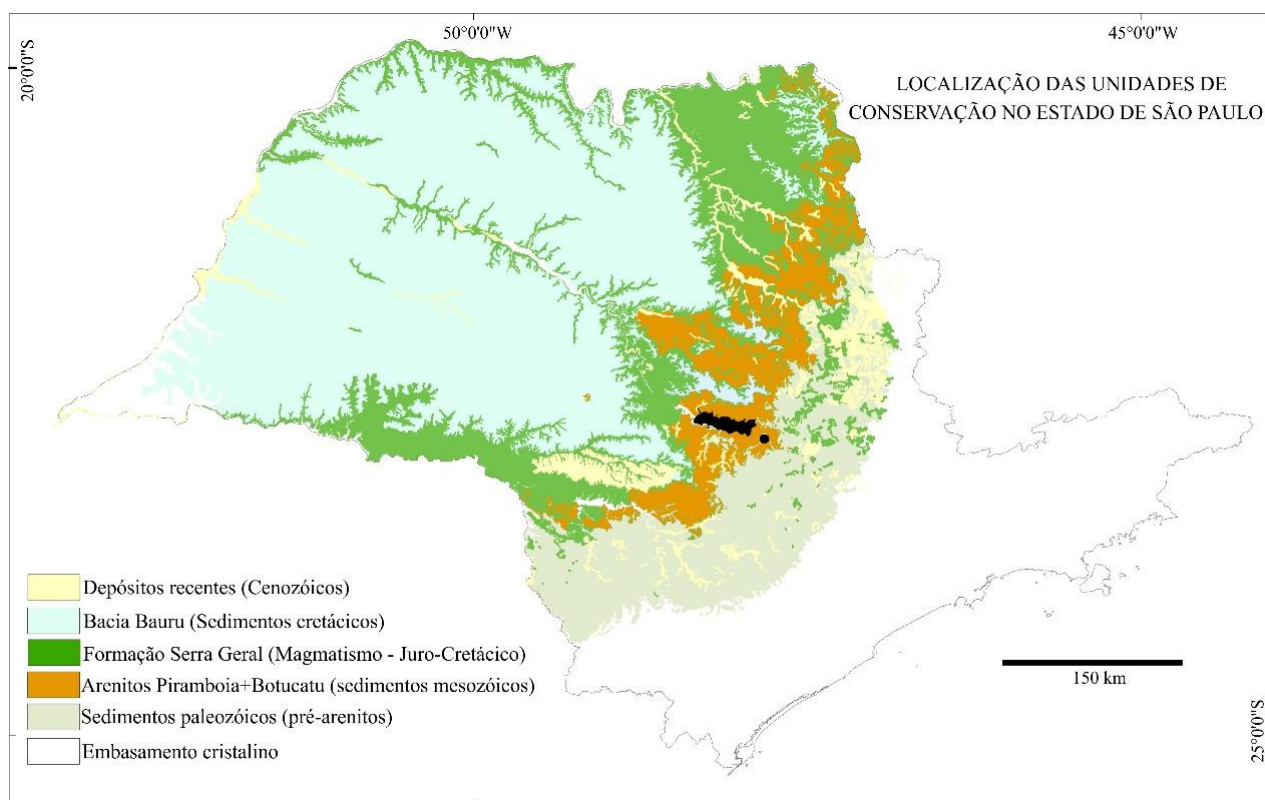 50°0'0"W
45°0'0"W
20°0'0"S
LOCALIZAÇÃO DAS UNIDADES DE
CONSERVAÇÃO NO ESTADO DE SÃO PAULO
Depósitos recentes (Cenozóicos)
Bacia Bauru (Sedimentos cretácicos)
Formação Serra Geral (Magmatismo - Juro-Cretácico)
Arenitos Piramboia+Botucatu (sedimentos mesozóicos)
Sedimentos paleozóicos (pré-arenitos)
Embasamento cristalino
150 km
25°0'0"S